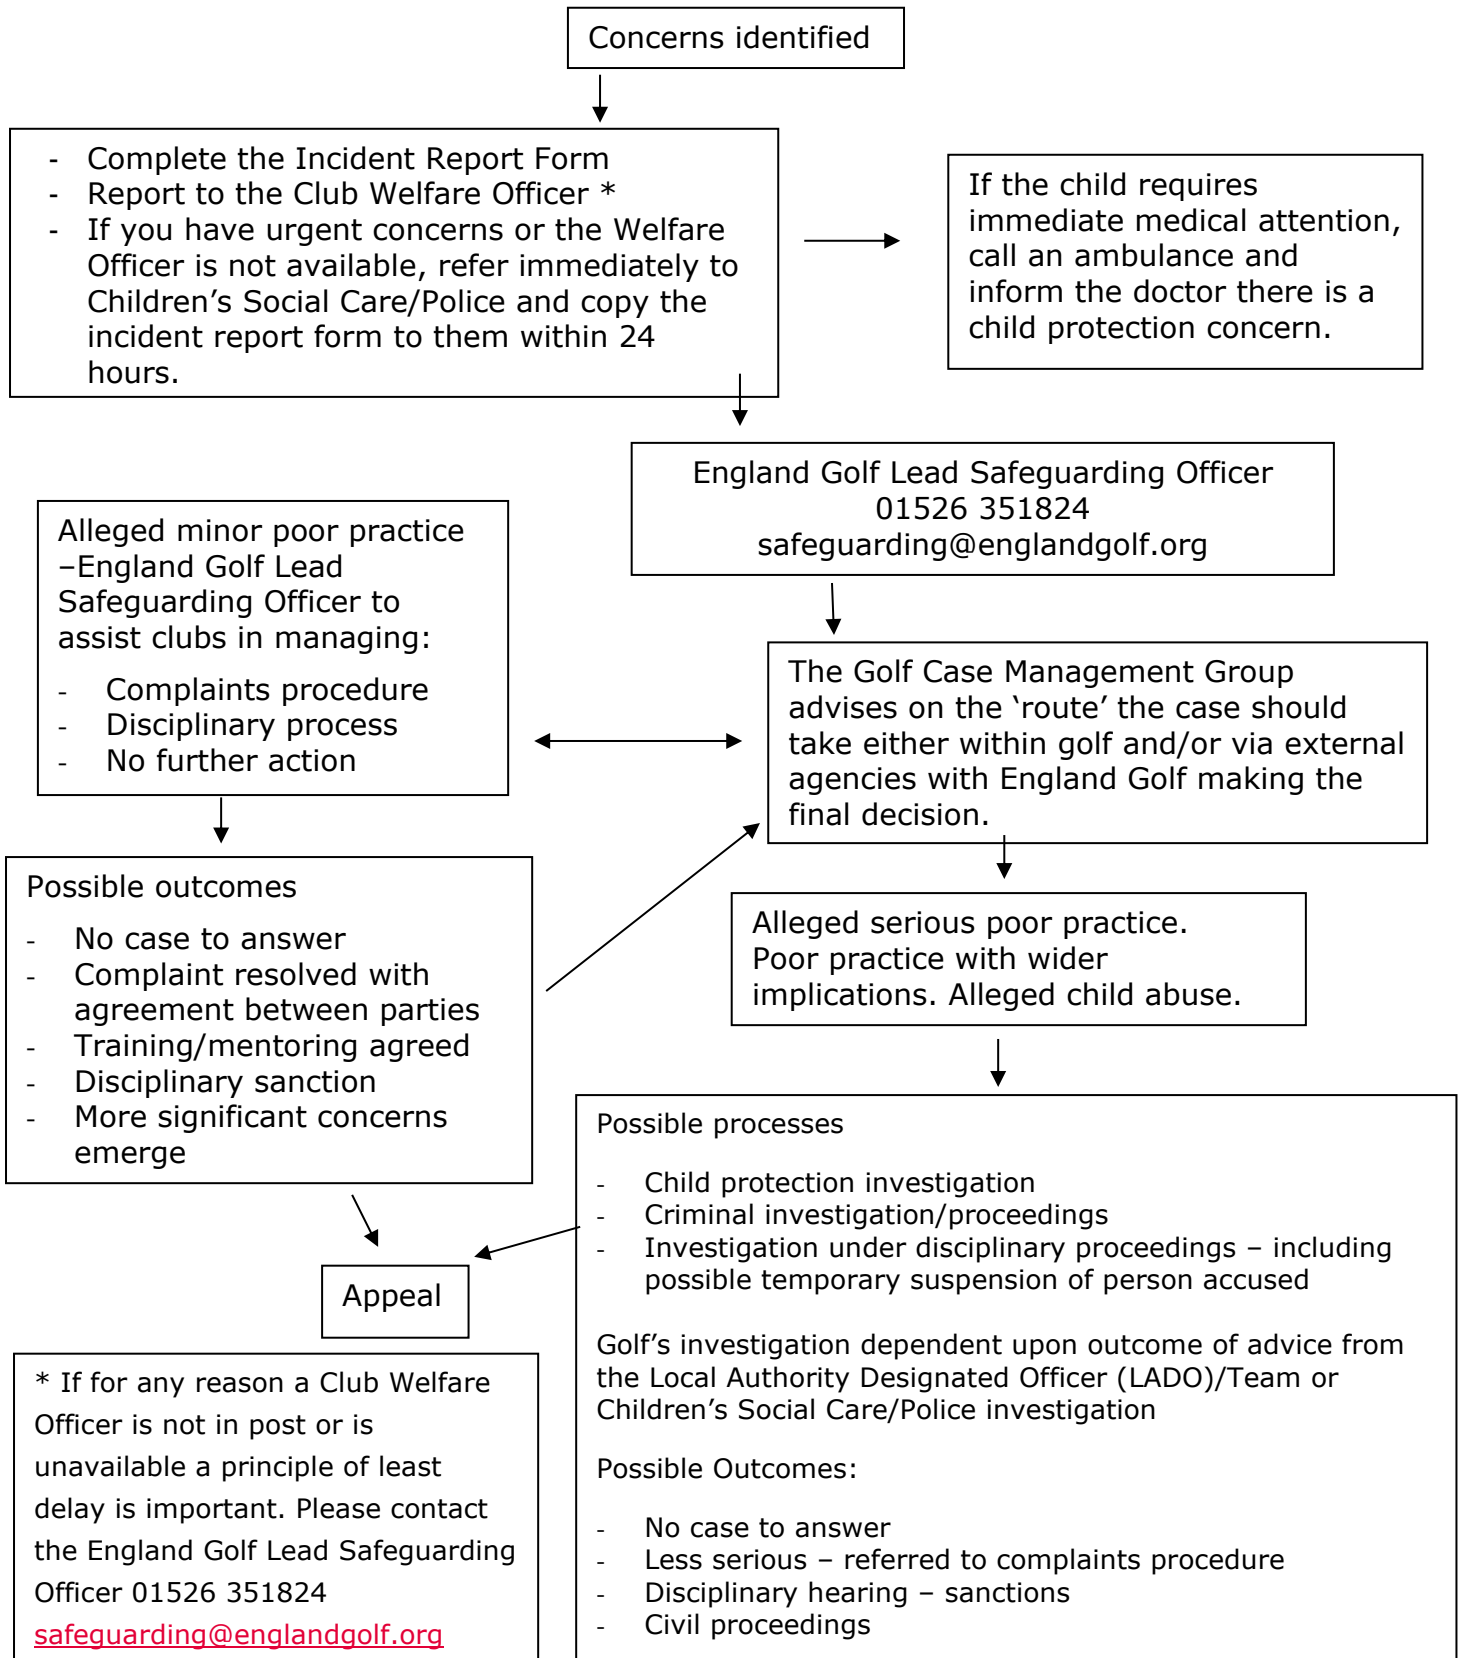 Concerns identified
- Complete the Incident Report Form
- Report to the Club Welfare Officer *
- If you have urgent concerns or the Welfare
Officer is not available, refer immediately to
Children’s Social Care/Police and copy the
incident report form to them within 24
hours.
If the child requires
immediate medical attention,
call an ambulance and
inform the doctor there is a
child protection concern.
England Golf Lead Safeguarding Officer
01526 351824
safeguarding@englandgolf.org
Alleged minor poor practice
–England Golf Lead
Safeguarding Officer to
assist clubs in managing:
- Complaints procedure
- Disciplinary process
- No further action
The Golf Case Management Group
advises on the ‘route’ the case should
take either within golf and/or via external
agencies with England Golf making the
final decision.
Possible outcomes
- No case to answer
- Complaint resolved with
agreement between parties
- Training/mentoring agreed
- Disciplinary sanction
- More significant concerns
emerge
Alleged serious poor practice.
Poor practice with wider
implications. Alleged child abuse.
Possible processes
- Child protection investigation
- Criminal investigation/proceedings
- Investigation under disciplinary proceedings – including
possible temporary suspension of person accused
Golf’s investigation dependent upon outcome of advice from
the Local Authority Designated Officer (LADO)/Team or
Children’s Social Care/Police investigation
Possible Outcomes:
- No case to answer
- Less serious – referred to complaints procedure
- Disciplinary hearing – sanctions
- Civil proceedings
Appeal
* If for any reason a Club Welfare
Officer is not in post or is
unavailable a principle of least
delay is important. Please contact
the England Golf Lead Safeguarding
Officer 01526 351824
safeguarding@englandgolf.org